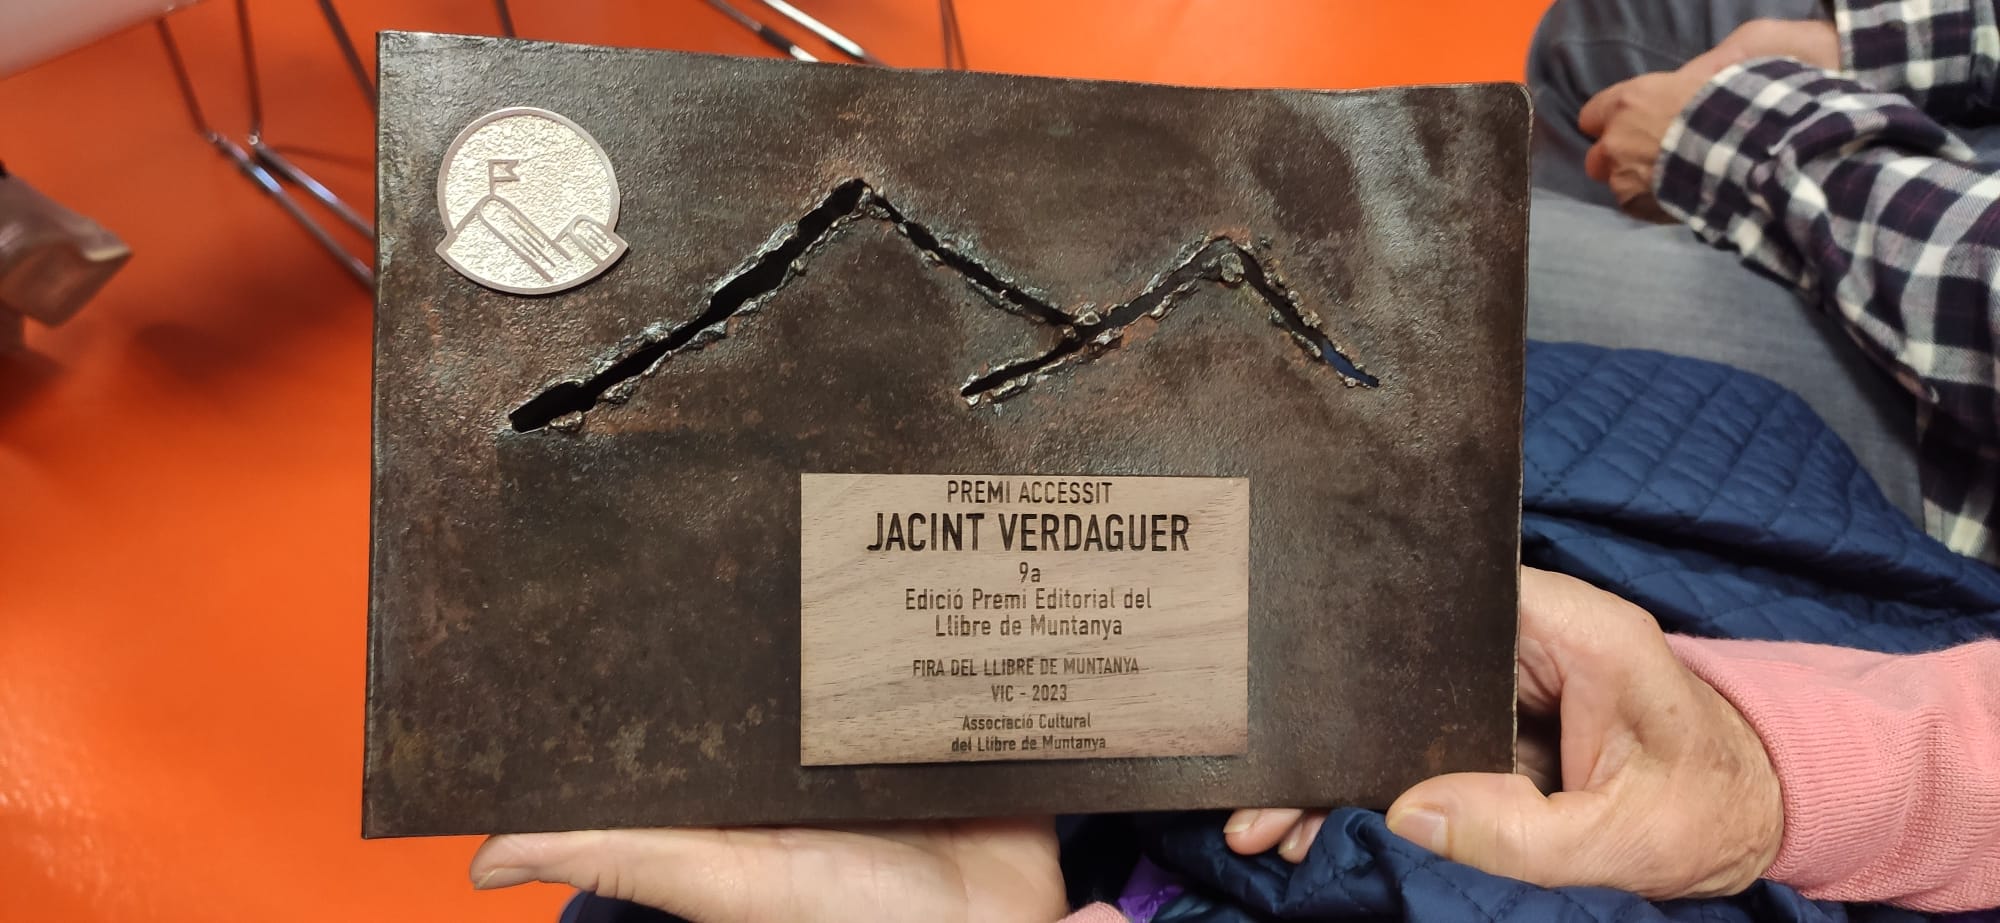 PREMI ACCÈSSIT
JACINT VERDAGUER
9a
Edició Premi Editorial del
Llibre de Muntanya
FIRA DEL LLIBRE DE MUNTANYA
VIC - 2023
Associació Cultural
del Llibre de Muntanya